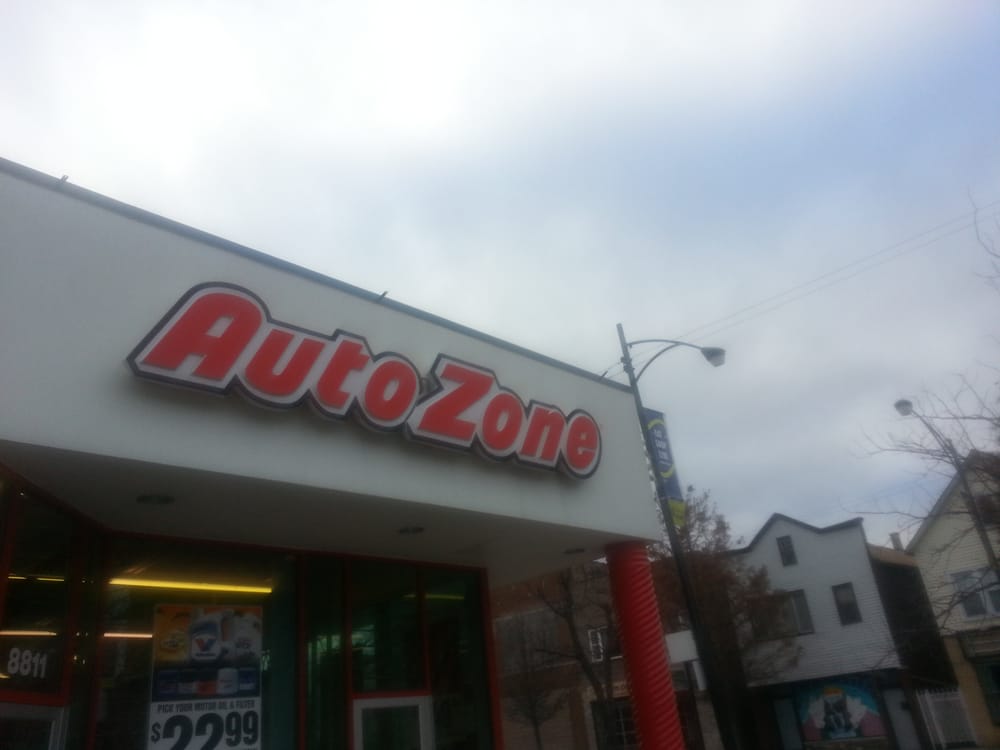 AutoZone
8811
PICK YOUR MOTOR OIL & FILTER
$22.99